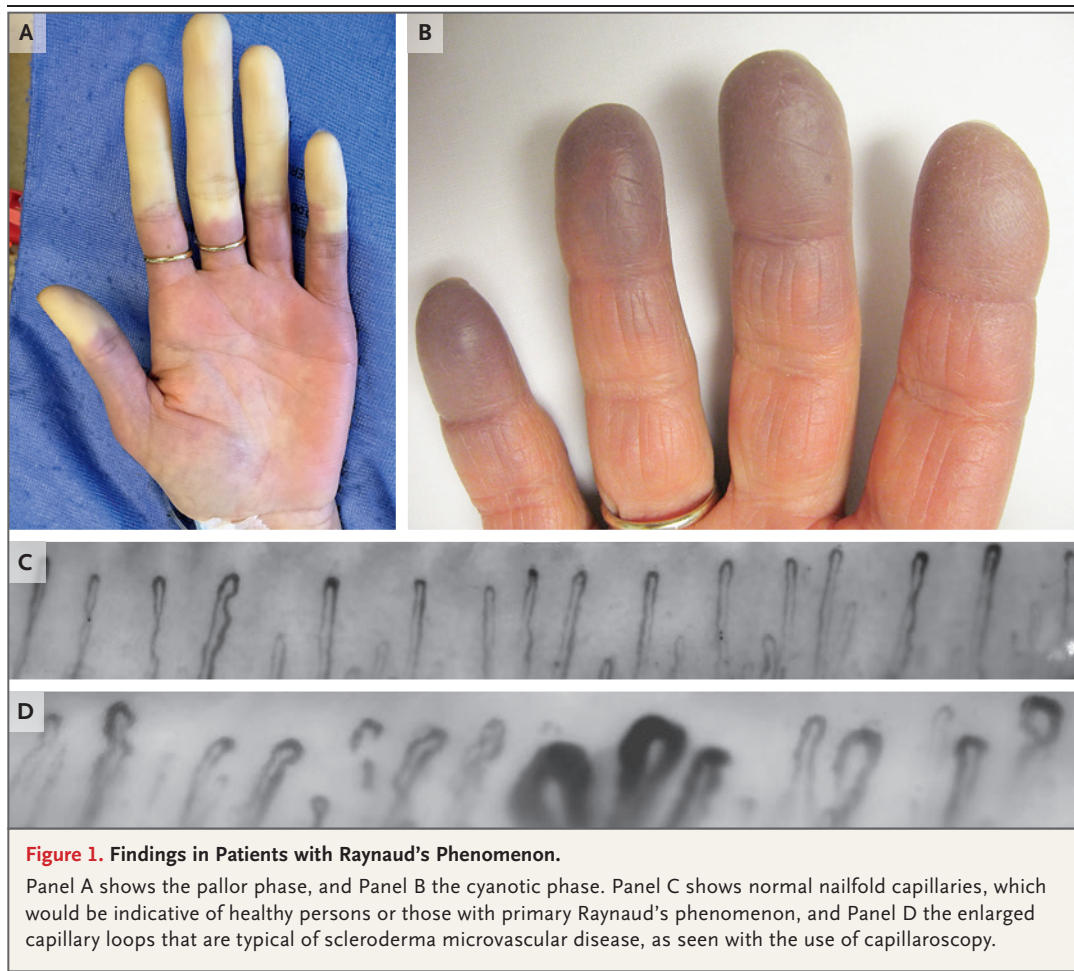 A
B
C
D
Figure 1. Findings in Patients with Raynaud’s Phenomenon.
Panel A shows the pallor phase, and Panel B the cyanotic phase. Panel C shows normal nailfold capillaries, which
would be indicative of healthy persons or those with primary Raynaud’s phenomenon, and Panel D the enlarged
capillary loops that are typical of scleroderma microvascular disease, as seen with the use of capillaroscopy.